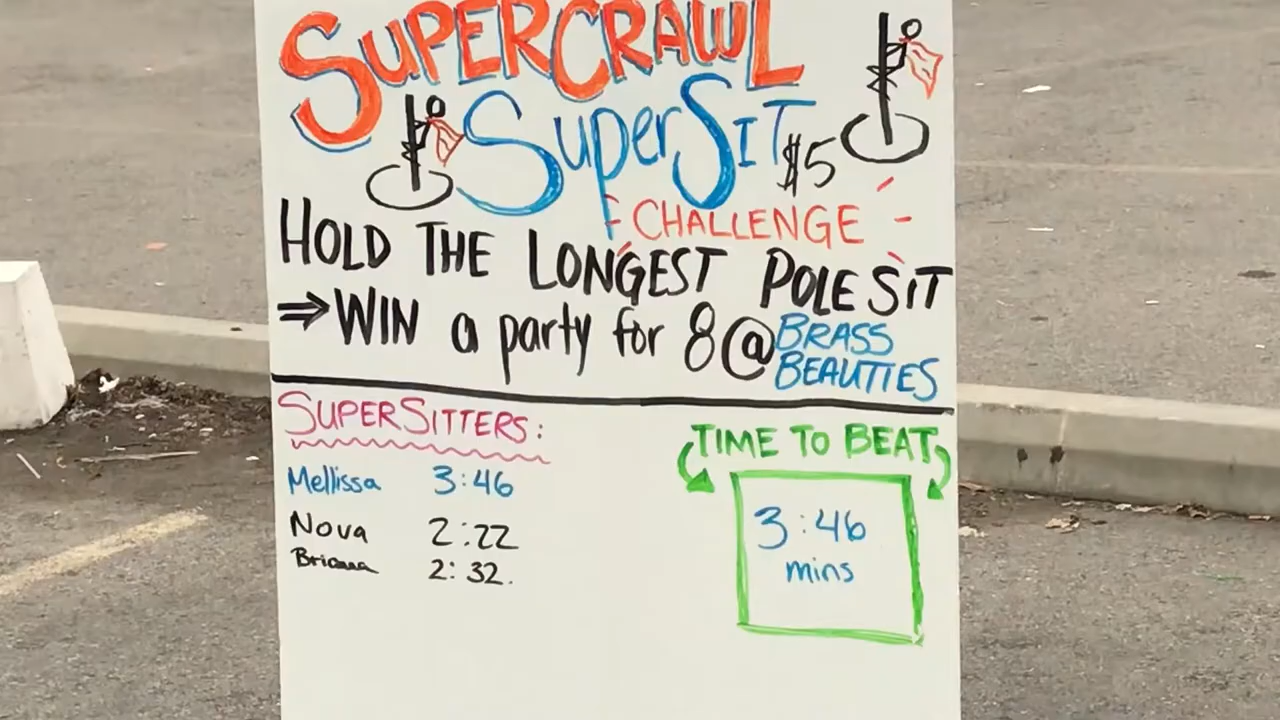 SUPERCRAWL
SuperSIT $5
CHALLENGE
HOLD THE LONGEST POLE SIT
⇒ WIN a party for 8 @ BRASS
BEAUTIES
SUPERSITTERS:
TIME TO BEAT
Mellissa 3:46
Nova 2:22
Briana 2:32.
3:46
mins